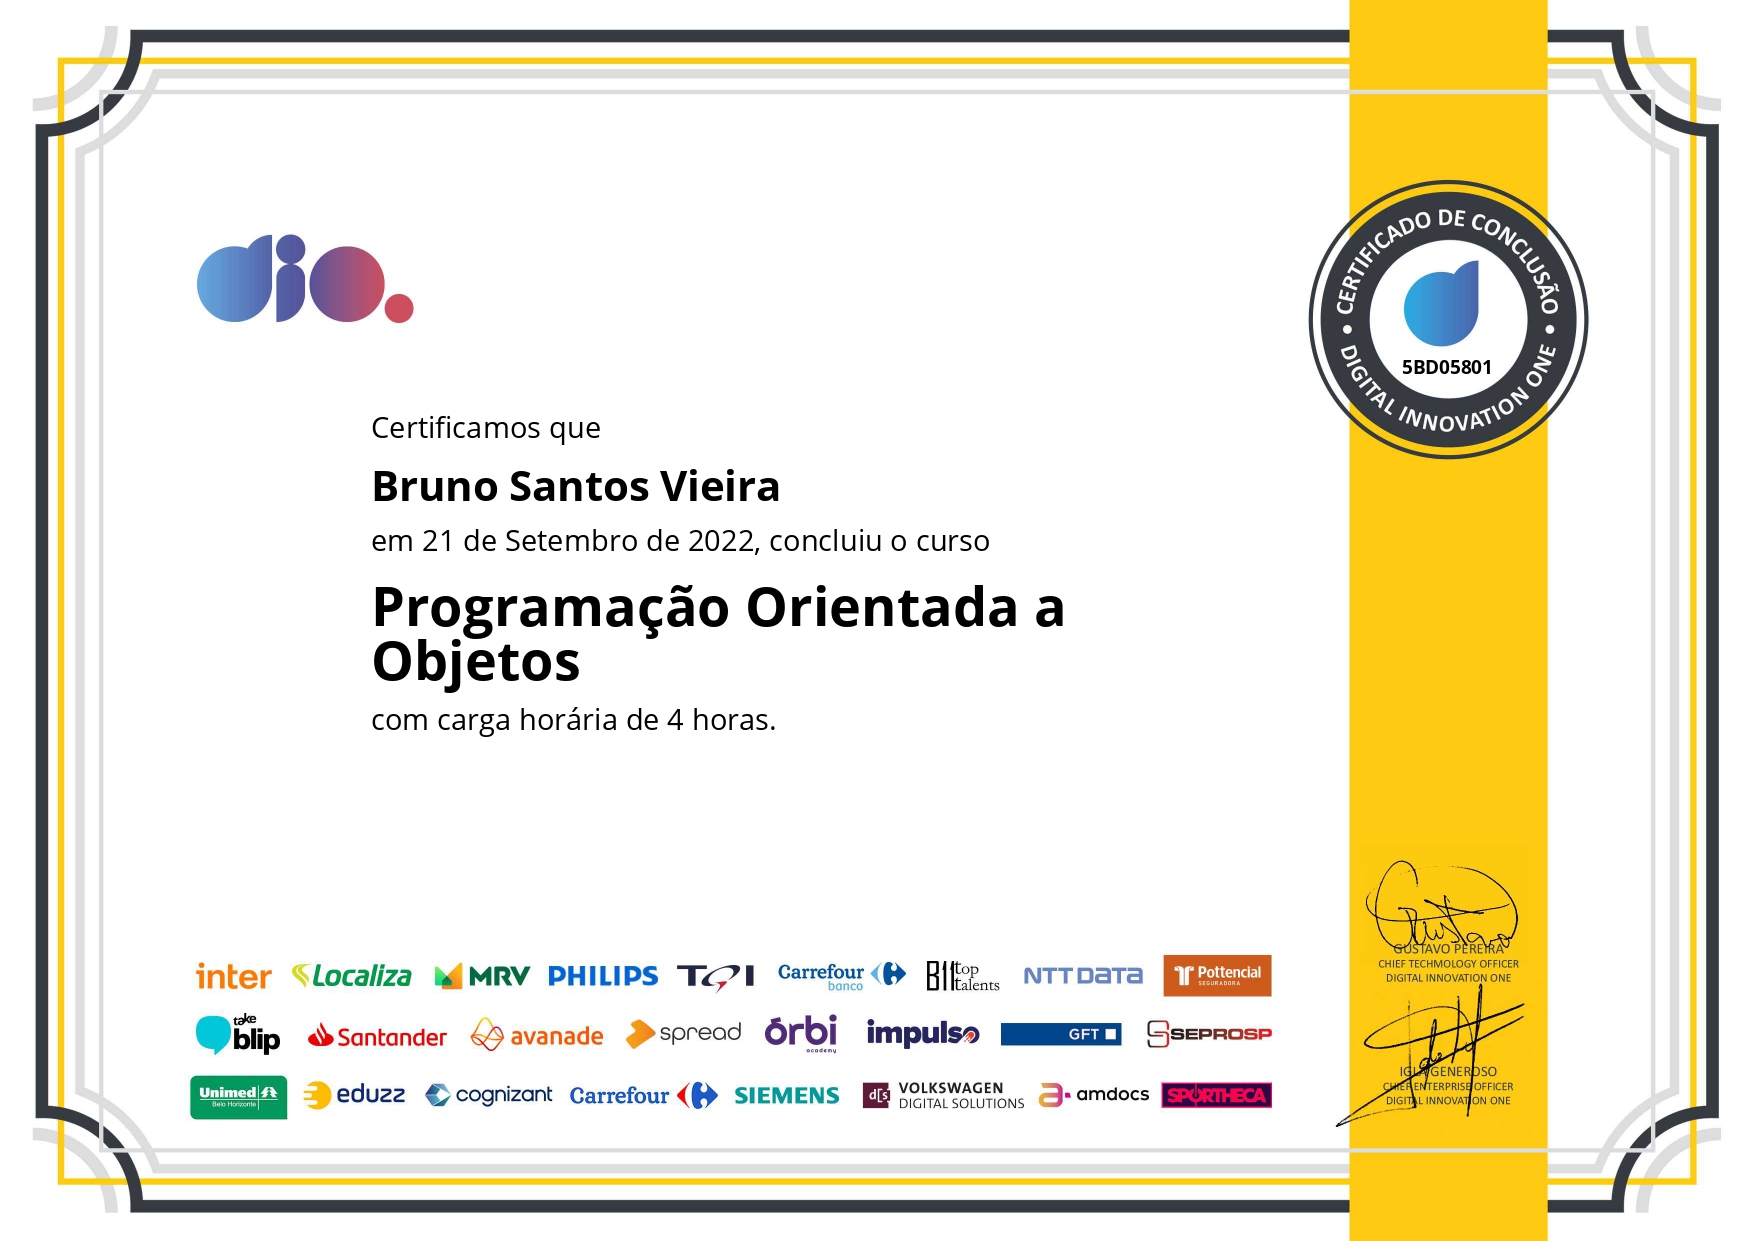 dio.
CERTIFICADO DE CONCLUSÃO
5BD05801
DIGITAL INNOVATION ONE
Certificamos que
Bruno Santos Vieira
em 21 de Setembro de 2022, concluiu o curso
Programação Orientada a
Objetos
com carga horária de 4 horas.
GUSTAVO PEREIRA
CHIEF TECHNOLOGY OFFICER
DIGITAL INNOVATION ONE
inter Localiza MRV PHILIPS TQI Carrefour banco top talents NTT DATA Pottencial SEGURADORA
take blip Santander avanade spread órbi academy impulso GFT SEPROSP
IGLÁ GENEROSO
CHIEF ENTERPRISE OFFICER
DIGITAL INNOVATION ONE
Unimed Belo Horizonte eduzz cognizant Carrefour SIEMENS d[s] VOLKSWAGEN DIGITAL SOLUTIONS amdocs SPORTHECA